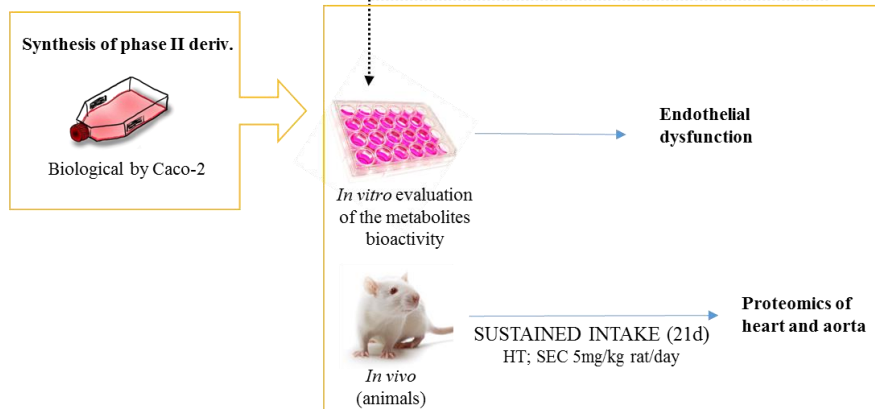 Synthesis of phase II deriv.
Biological by Caco-2
In vitro evaluation
of the metabolites
bioactivity
Endothelial
dysfunction
In vivo
(animals)
SUSTAINED INTAKE (21d)
HT; SEC 5mg/kg rat/day
Proteomics of
heart and aorta